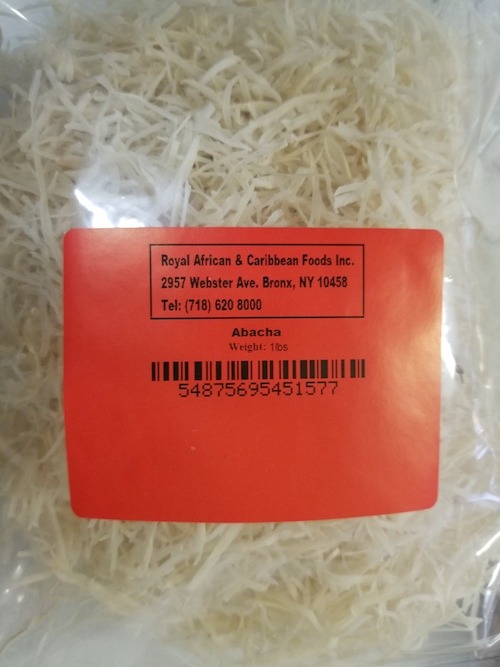 Royal African & Caribbean Foods Inc.
2957 Webster Ave. Bronx, NY 10458
Tel: (718) 620 8000
Abacha
Weight: 1lbs
54875695451577